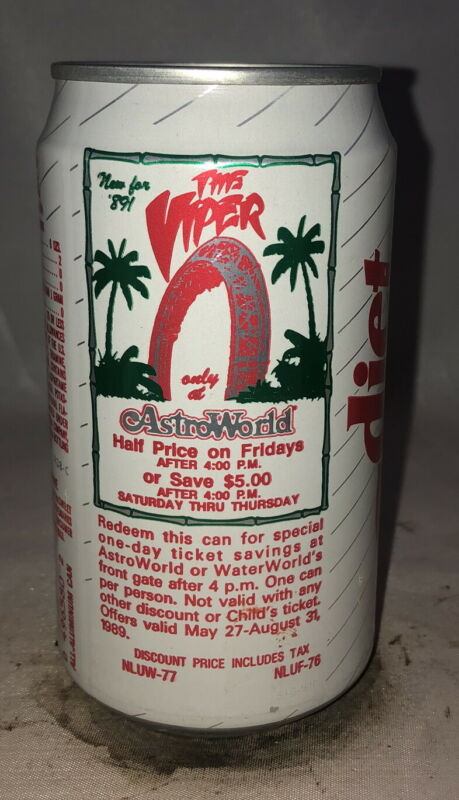 New for
'89!
THE
VIPER
only
at
AstroWorld
Half Price on Fridays
AFTER 4:00 P.M.
or Save $5.00
AFTER 4:00 P.M.
SATURDAY THRU THURSDAY
Redeem this can for special
one-day ticket savings at
AstroWorld or WaterWorld's
front gate after 4 p.m. One can
per person. Not valid with any
other discount or Child's ticket.
Offers valid May 27-August 31,
1989.
DISCOUNT PRICE INCLUDES TAX
NLUW-77 NLUF-76
diet
ALL-ALUMINUM CAN